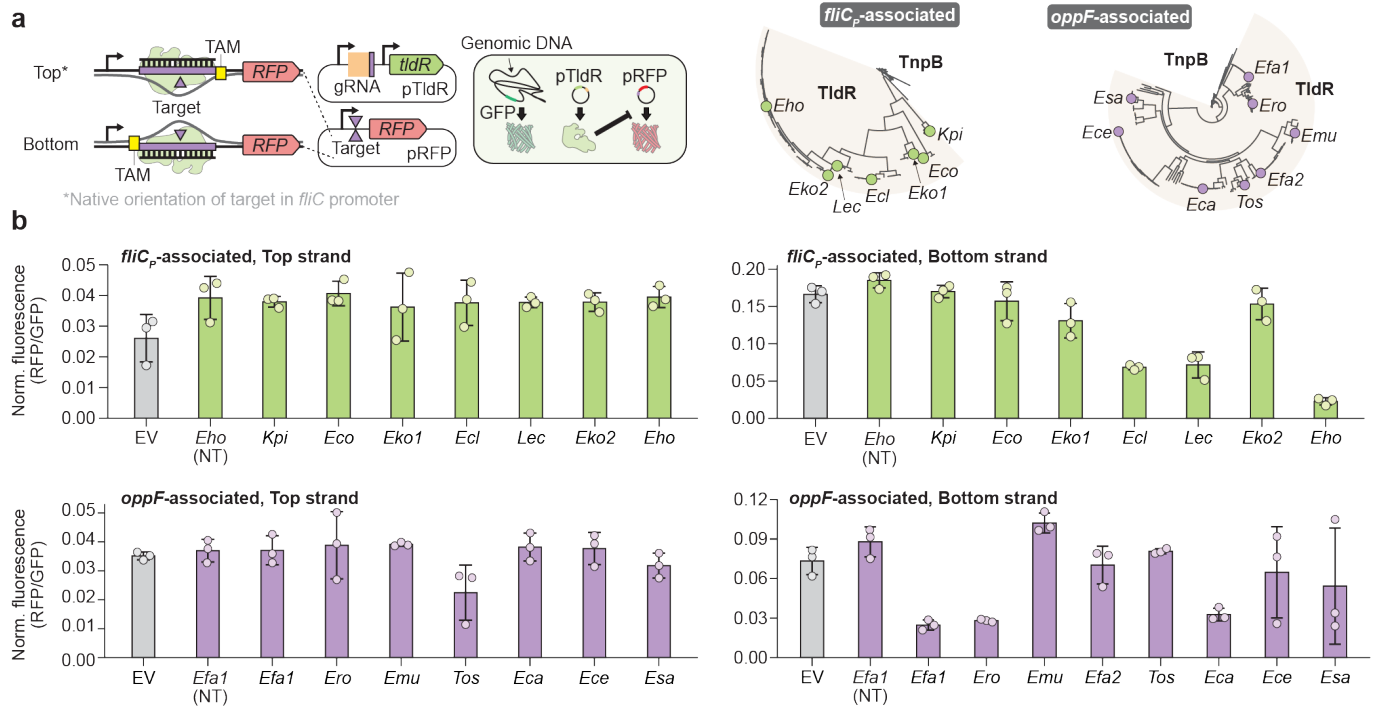 a
fliCP-associated
oppF-associated
TAM
Top*
RFP
Target
Bottom
RFP
TAM
*Native orientation of target in fliC promoter
gRNA
tldR
pTldR
RFP
Target
pRFP
Genomic DNA
pTldR
pRFP
GFP
TnpB
TldR
Eho
Kpi
Eco
Eko1
Ecl
Lec
Eko2
TnpB
Efa1
TldR
Ero
Esa
Ece
Emu
Efa2
Tos
Eca
b
fliCP-associated, Top strand
Norm. fluorescence
(RFP/GFP)
0.05
0.04
0.03
0.02
0.01
0.00
EV
Eho
(NT)
Kpi
Eco
Eko1
Ecl
Lec
Eko2
Eho
fliCP-associated, Bottom strand
0.20
0.15
0.10
0.05
0.00
EV
Eho
(NT)
Kpi
Eco
Eko1
Ecl
Lec
Eko2
Eho
oppF-associated, Top strand
Norm. fluorescence
(RFP/GFP)
0.05
0.04
0.03
0.02
0.01
0.00
EV
Efa1
(NT)
Efa1
Ero
Emu
Tos
Eca
Ece
Esa
oppF-associated, Bottom strand
0.12
0.09
0.06
0.03
0.00
EV
Efa1
(NT)
Efa1
Ero
Emu
Efa2
Tos
Eca
Ece
Esa